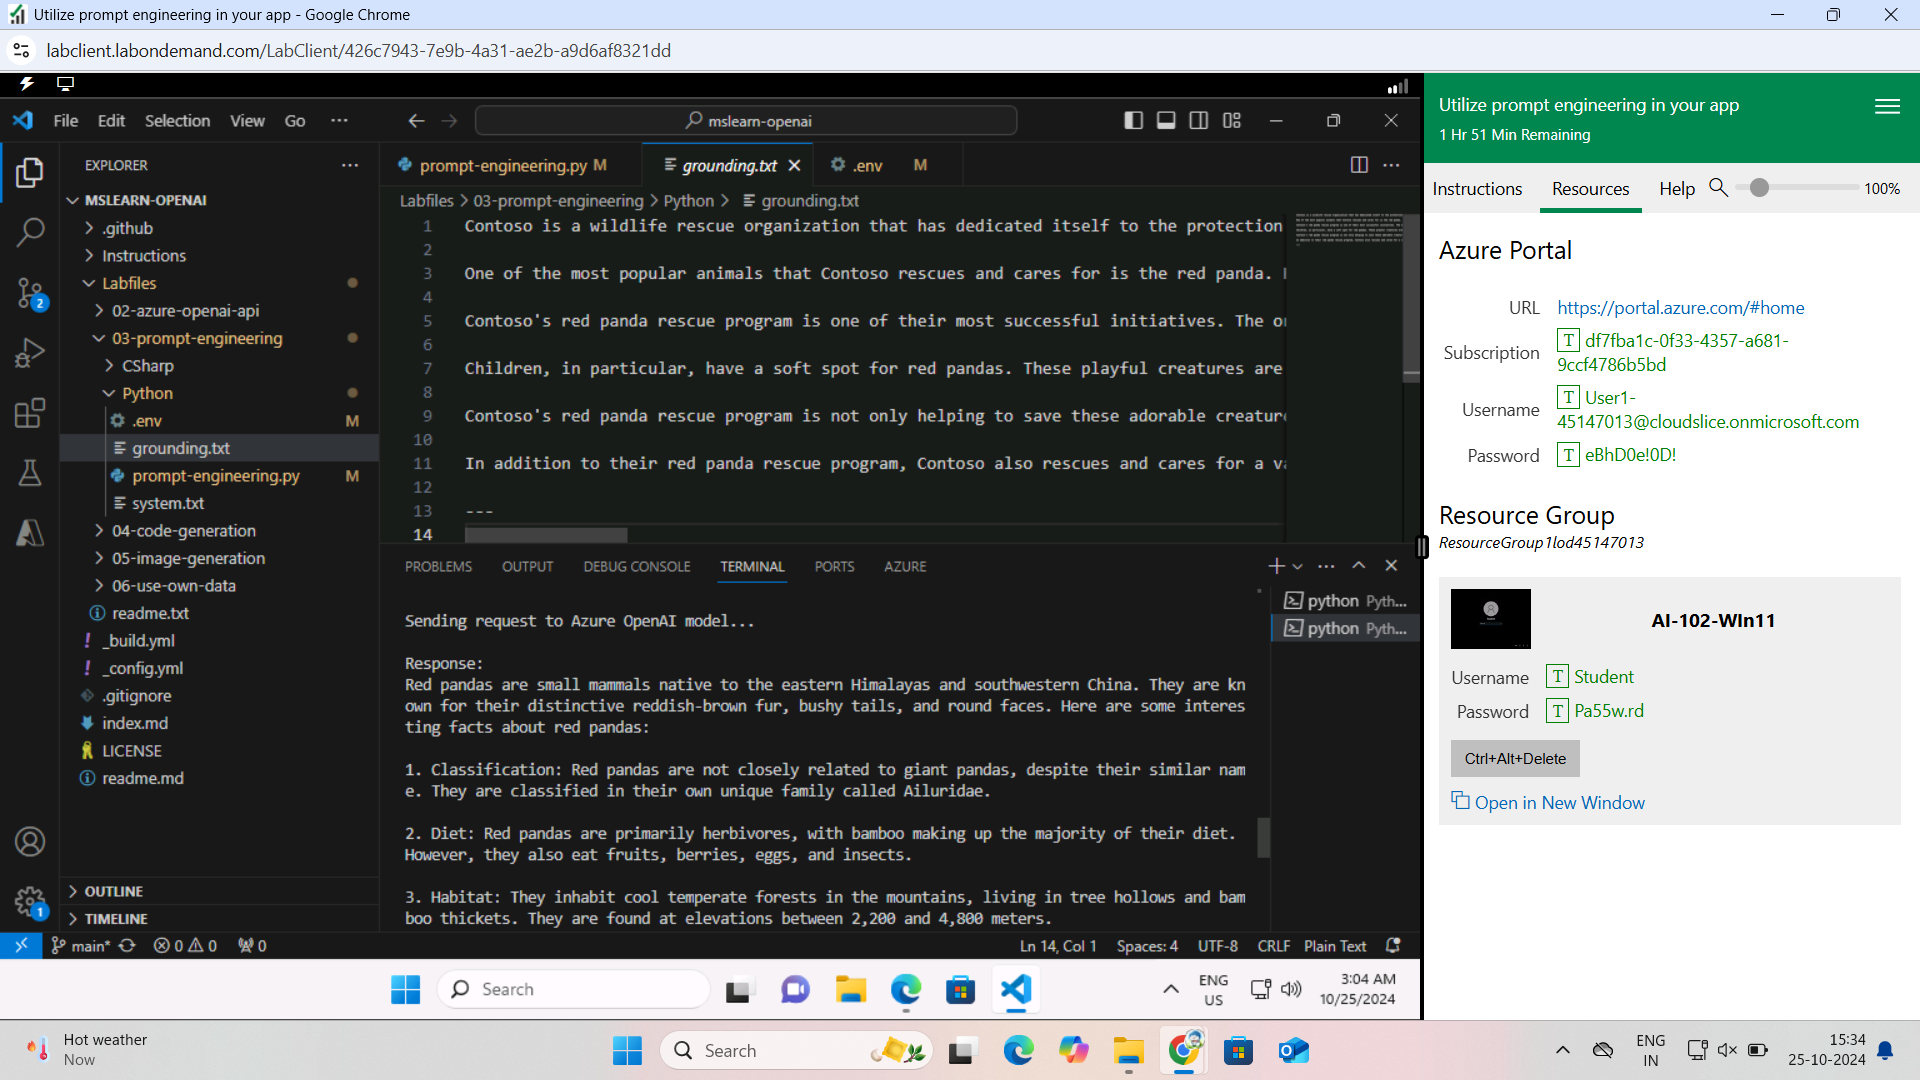 Utilize prompt engineering in your app - Google Chrome
labclient.labondemand.com/LabClient/426c7943-7e9b-4a31-ae2b-a9d6af8321dd
File Edit Selection View Go ···
mslearn-openai
EXPLORER
MSLEARN-OPENAI
.github
Instructions
Labfiles
02-azure-openai-api
03-prompt-engineering
CSharp
Python
.env M
grounding.txt
prompt-engineering.py M
system.txt
04-code-generation
05-image-generation
06-use-own-data
readme.txt
_build.yml
_config.yml
.gitignore
index.md
LICENSE
readme.md
OUTLINE
TIMELINE
2
1
prompt-engineering.py M
grounding.txt
.env M
Labfiles > 03-prompt-engineering > Python > grounding.txt
1 Contoso is a wildlife rescue organization that has dedicated itself to the protection
2
3 One of the most popular animals that Contoso rescues and cares for is the red panda.
4
5 Contoso's red panda rescue program is one of their most successful initiatives. The
6
7 Children, in particular, have a soft spot for red pandas. These playful creatures are
8
9 Contoso's red panda rescue program is not only helping to save these adorable
10
11 In addition to their red panda rescue program, Contoso also rescues and cares for a
12
13 ---
14
PROBLEMS OUTPUT DEBUG CONSOLE TERMINAL PORTS AZURE
python Pyth...
python Pyth...
Sending request to Azure OpenAI model...
Response:
Red pandas are small mammals native to the eastern Himalayas and southwestern China. They are kn
own for their distinctive reddish-brown fur, bushy tails, and round faces. Here are some interes
ting facts about red pandas:
1. Classification: Red pandas are not closely related to giant pandas, despite their similar nam
e. They are classified in their own unique family called Ailuridae.
2. Diet: Red pandas are primarily herbivores, with bamboo making up the majority of their diet.
However, they also eat fruits, berries, eggs, and insects.
3. Habitat: They inhabit cool temperate forests in the mountains, living in tree hollows and bam
boo thickets. They are found at elevations between 2,200 and 4,800 meters.
main* 0 0 0
Ln 14, Col 1 Spaces: 4 UTF-8 CRLF Plain Text
Search
ENG
US
3:04 AM
10/25/2024
Utilize prompt engineering in your app
1 Hr 51 Min Remaining
Instructions Resources Help 100%
Azure Portal
URL https://portal.azure.com/#home
Subscription T df7fba1c-0f33-4357-a681-
9ccf4786b5bd
Username T User1-
45147013@cloudslice.onmicrosoft.com
Password T eBhD0e!0D!
Resource Group
ResourceGroup1lod45147013
AI-102-WIn11
Username T Student
Password T Pa55w.rd
Ctrl+Alt+Delete
Open in New Window
Hot weather
Now
Search
ENG
IN
15:34
25-10-2024